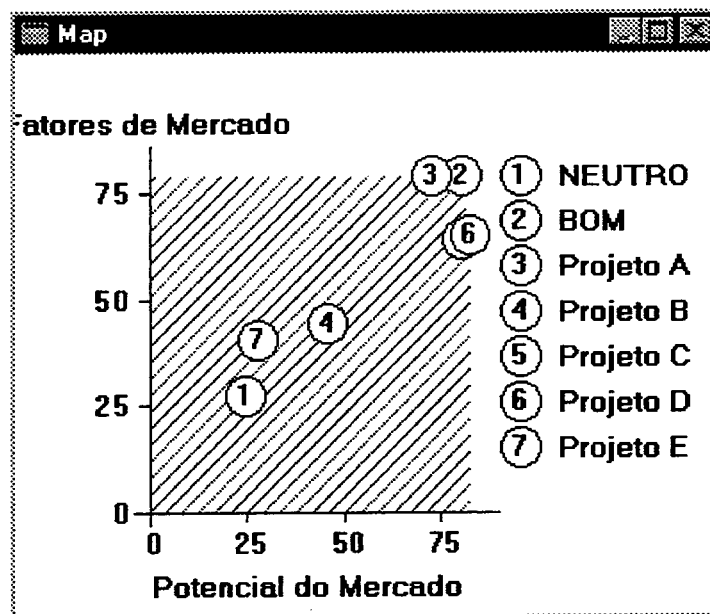 Map
Fatores de Mercado
75
50
25
0
0 25 50 75
Potencial do Mercado
3 2
6
4
7
1
1 NEUTRO
2 BOM
3 Projeto A
4 Projeto B
5 Projeto C
6 Projeto D
7 Projeto E